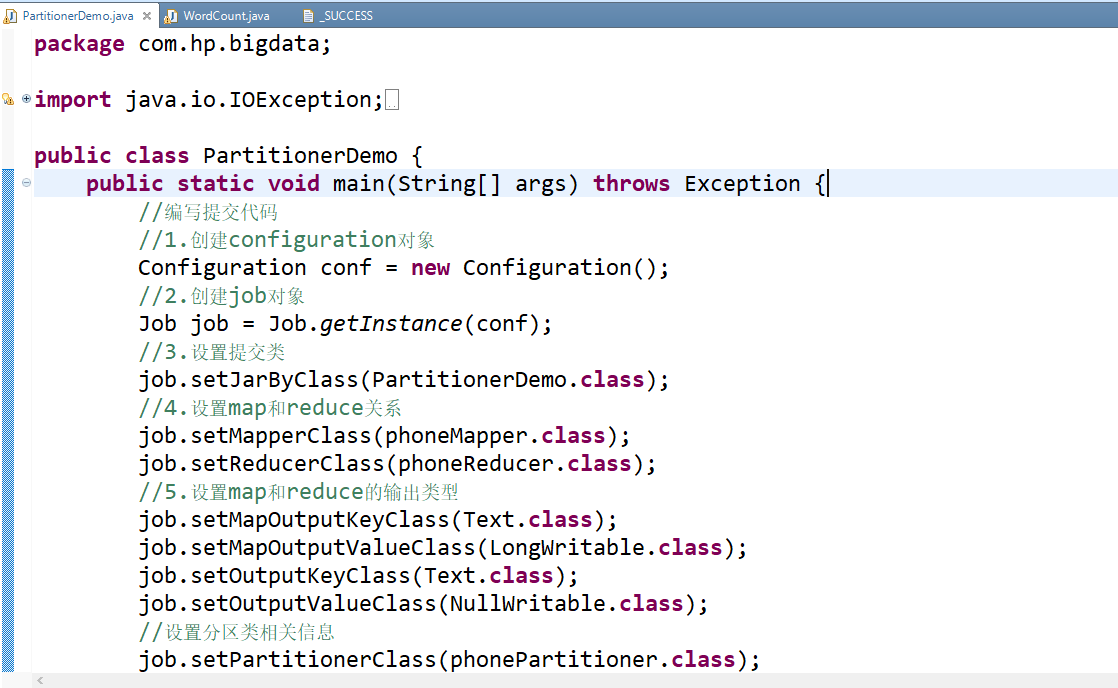 PartitionerDemo.java WordCount.java _SUCCESS
package com.hp.bigdata;
import java.io.IOException;
public class PartitionerDemo {
public static void main(String[] args) throws Exception {
//编写提交代码
//1.创建configuration对象
Configuration conf = new Configuration();
//2.创建job对象
Job job = Job.getInstance(conf);
//3.设置提交类
job.setJarByClass(PartitionerDemo.class);
//4.设置map和reduce关系
job.setMapperClass(phoneMapper.class);
job.setReducerClass(phoneReducer.class);
//5.设置map和reduce的输出类型
job.setMapOutputKeyClass(Text.class);
job.setMapOutputValueClass(LongWritable.class);
job.setOutputKeyClass(Text.class);
job.setOutputValueClass(NullWritable.class);
//设置分区类相关信息
job.setPartitionerClass(phonePartitioner.class);